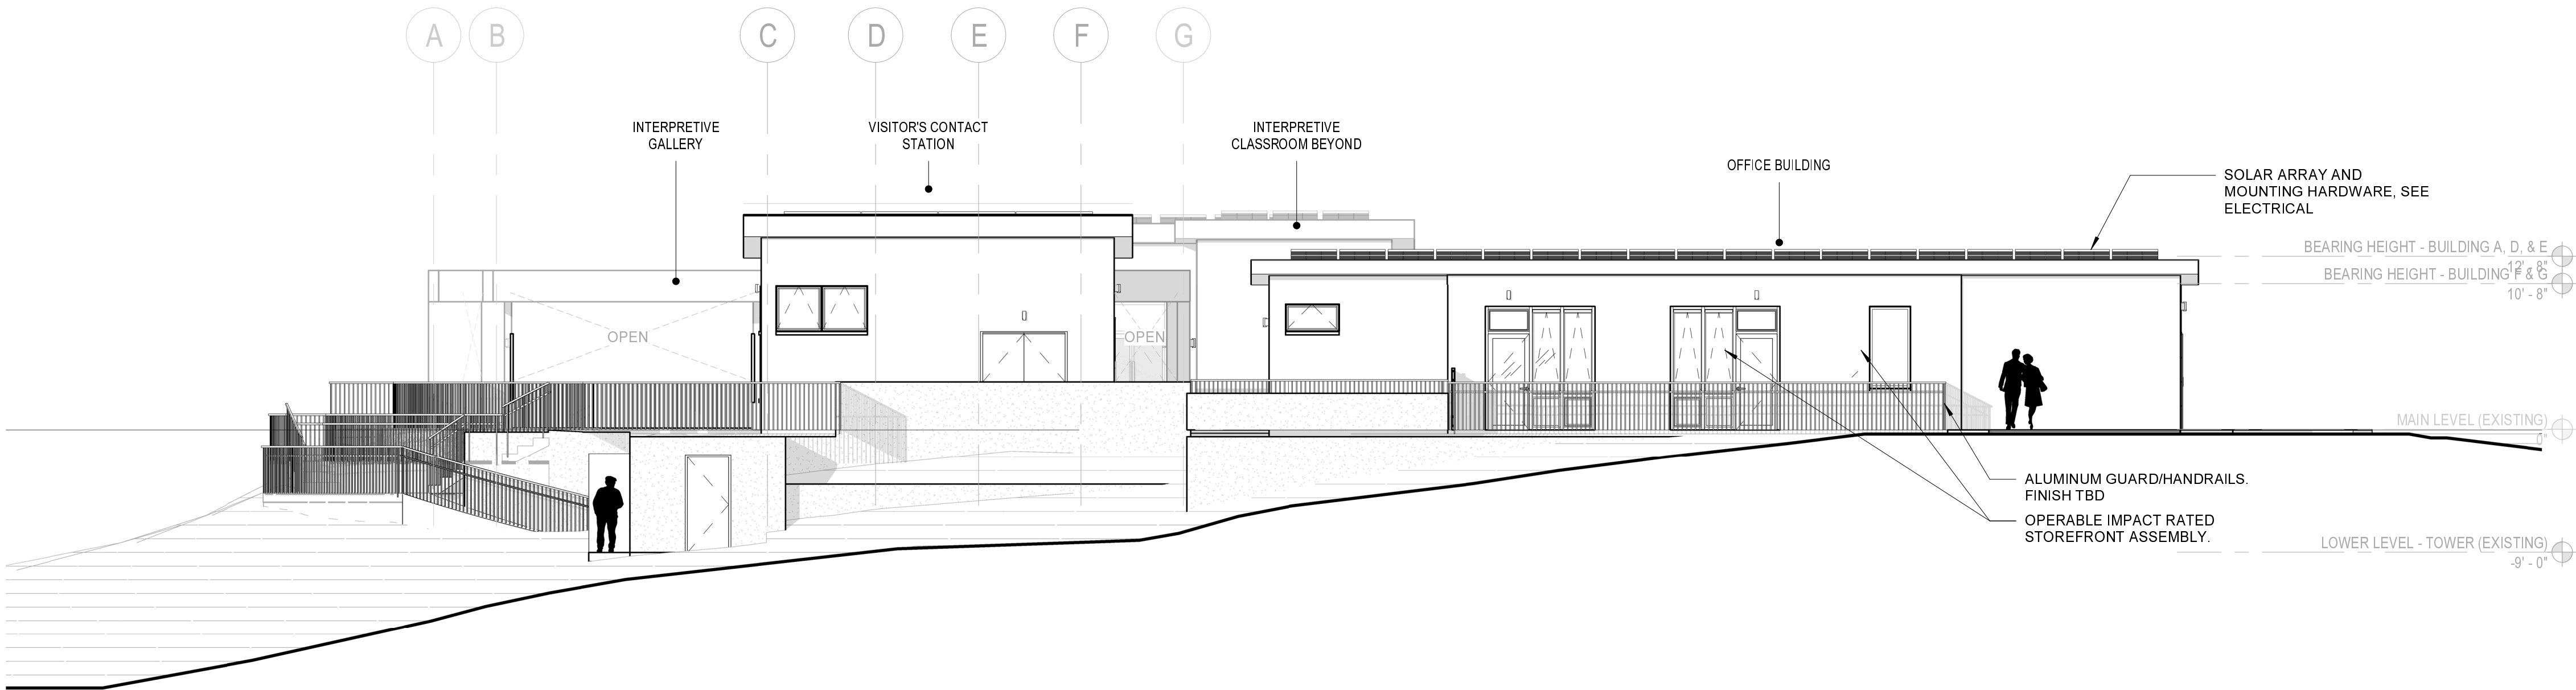 A
B
C
D
E
F
G
INTERPRETIVE
GALLERY
VISITOR'S CONTACT
STATION
INTERPRETIVE
CLASSROOM BEYOND
OFFICE BUILDING
SOLAR ARRAY AND
MOUNTING HARDWARE, SEE
ELECTRICAL
BEARING HEIGHT - BUILDING A, D, & E
12' - 8"
BEARING HEIGHT - BUILDING F & G
10' - 8"
OPEN
OPEN
MAIN LEVEL (EXISTING)
ALUMINUM GUARD/HANDRAILS.
FINISH TBD
OPERABLE IMPACT RATED
STOREFRONT ASSEMBLY.
LOWER LEVEL - TOWER (EXISTING)
-9' - 0"